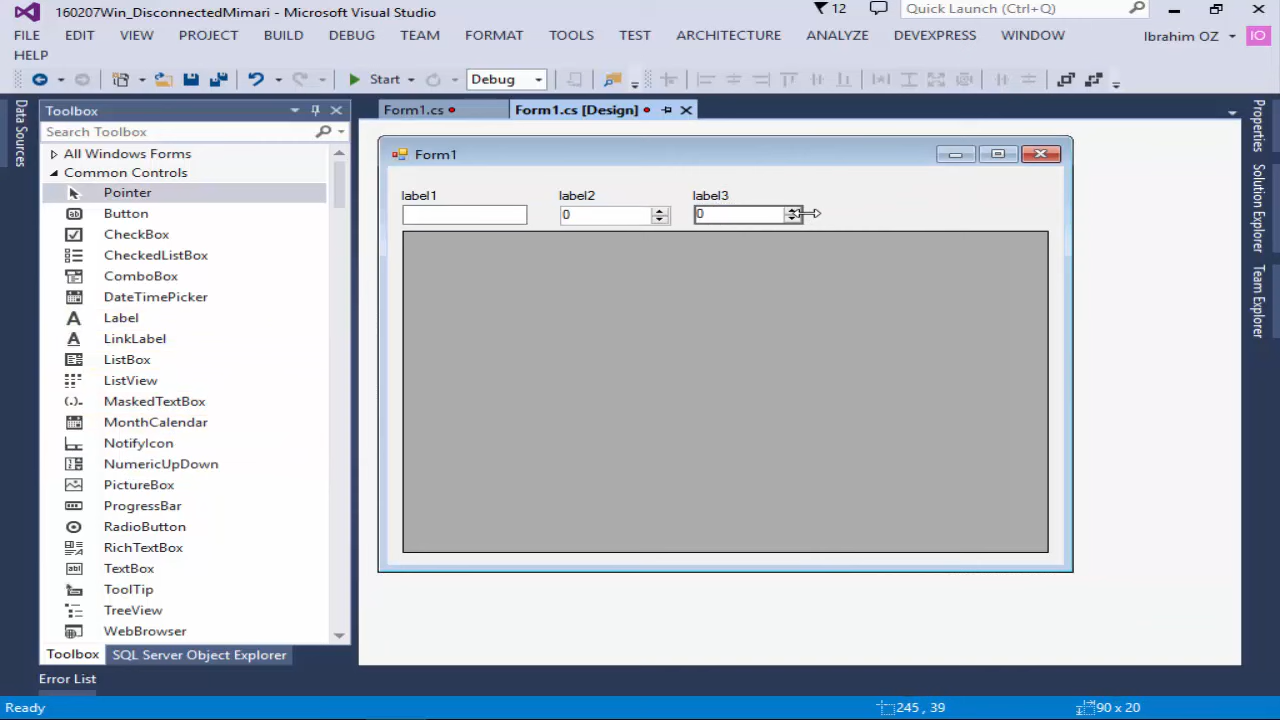 160207Win_DisconnectedMimari - Microsoft Visual Studio
12
Quick Launch (Ctrl+Q)
FILE EDIT VIEW PROJECT BUILD DEBUG TEAM FORMAT TOOLS TEST ARCHITECTURE ANALYZE DEVEXPRESS WINDOW
Ibrahim OZ
IO
HELP
Start
Debug
Data Sources
Toolbox
Search Toolbox
All Windows Forms
Common Controls
Pointer
Button
CheckBox
CheckedListBox
ComboBox
DateTimePicker
Label
LinkLabel
ListBox
ListView
MaskedTextBox
MonthCalendar
NotifyIcon
NumericUpDown
PictureBox
ProgressBar
RadioButton
RichTextBox
TextBox
ToolTip
TreeView
WebBrowser
Toolbox
SQL Server Object Explorer
Form1.cs
Form1.cs [Design]
Form1
label1 label2 label3
0 0
Properties
Solution Explorer
Team Explorer
Error List
Ready
245 , 39
90 x 20